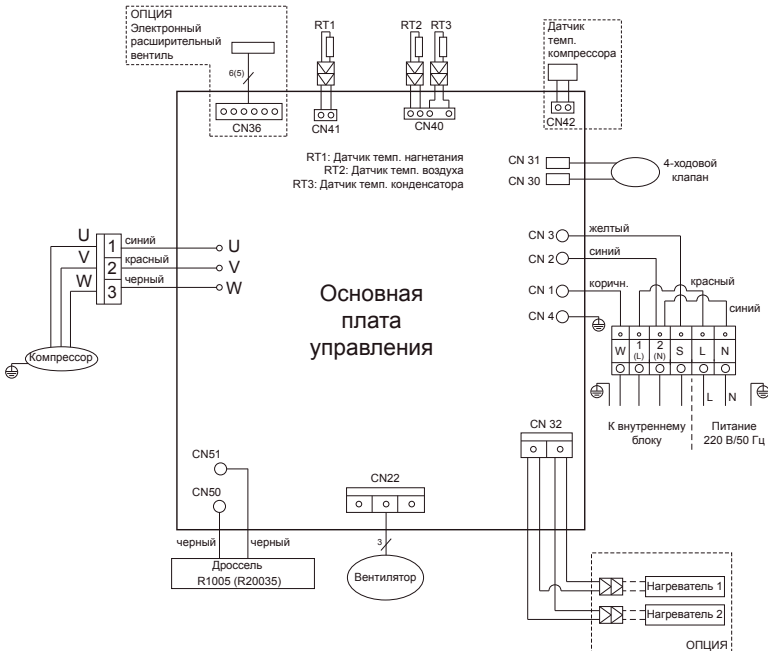 ОПЦИЯ
Электронный
расширительный
вентиль
6(5)
CN36
RT1
CN41
RT2
RT3
CN40
Датчик
темп.
компрессора
CN42
RT1: Датчик темп. нагнетания
RT2: Датчик темп. воздуха
RT3: Датчик темп. конденсатора
CN 31
CN 30
4-ходовой
клапан
U
V
W
1
2
3
синий
красный
черный
U
V
W
Компрессор
Основная
плата
управления
CN 3
желтый
CN 2
синий
CN 1
коричн.
CN 4
красный
синий
W
1
(L)
2
(N)
S
L
N
L
N
К внутреннему
блоку
Питание
220 В/50 Гц
CN 32
CN51
CN50
черный
черный
Дроссель
R1005 (R20035)
CN22
3
Вентилятор
Нагреватель 1
Нагреватель 2
ОПЦИЯ